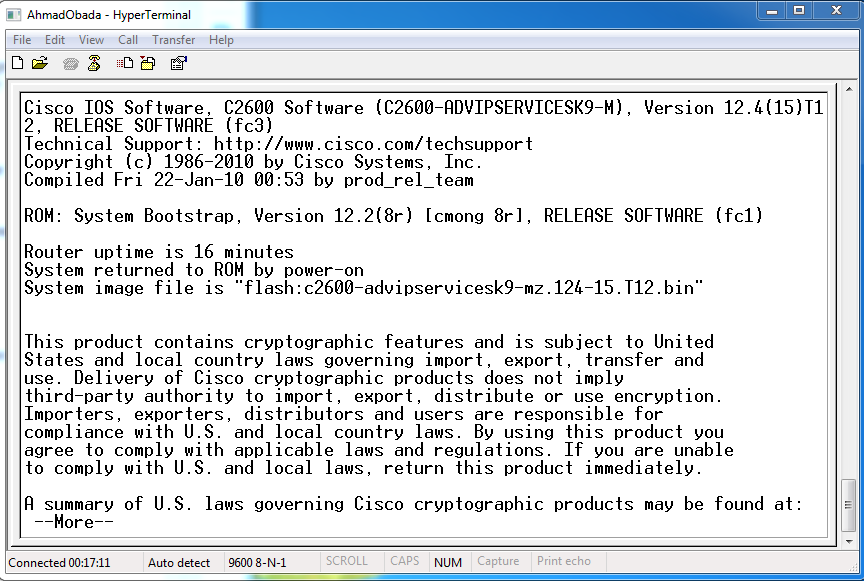 AhmadObada - HyperTerminal
File Edit View Call Transfer Help
Cisco IOS Software, C2600 Software (C2600-ADVIPSERVICESK9-M), Version 12.4(15)T1
2, RELEASE SOFTWARE (fc3)
Technical Support: http://www.cisco.com/techsupport
Copyright (c) 1986-2010 by Cisco Systems, Inc.
Compiled Fri 22-Jan-10 00:53 by prod_rel_team
ROM: System Bootstrap, Version 12.2(8r) [cmong 8r], RELEASE SOFTWARE (fc1)
Router uptime is 16 minutes
System returned to ROM by power-on
System image file is "flash:c2600-advipservicesk9-mz.124-15.T12.bin"
This product contains cryptographic features and is subject to United
States and local country laws governing import, export, transfer and
use. Delivery of Cisco cryptographic products does not imply
third-party authority to import, export, distribute or use encryption.
Importers, exporters, distributors and users are responsible for
compliance with U.S. and local country laws. By using this product you
agree to comply with applicable laws and regulations. If you are unable
to comply with U.S. and local laws, return this product immediately.
A summary of U.S. laws governing Cisco cryptographic products may be found at:
--More--
Connected 00:17:11 Auto detect 9600 8-N-1 SCROLL CAPS NUM Capture Print echo